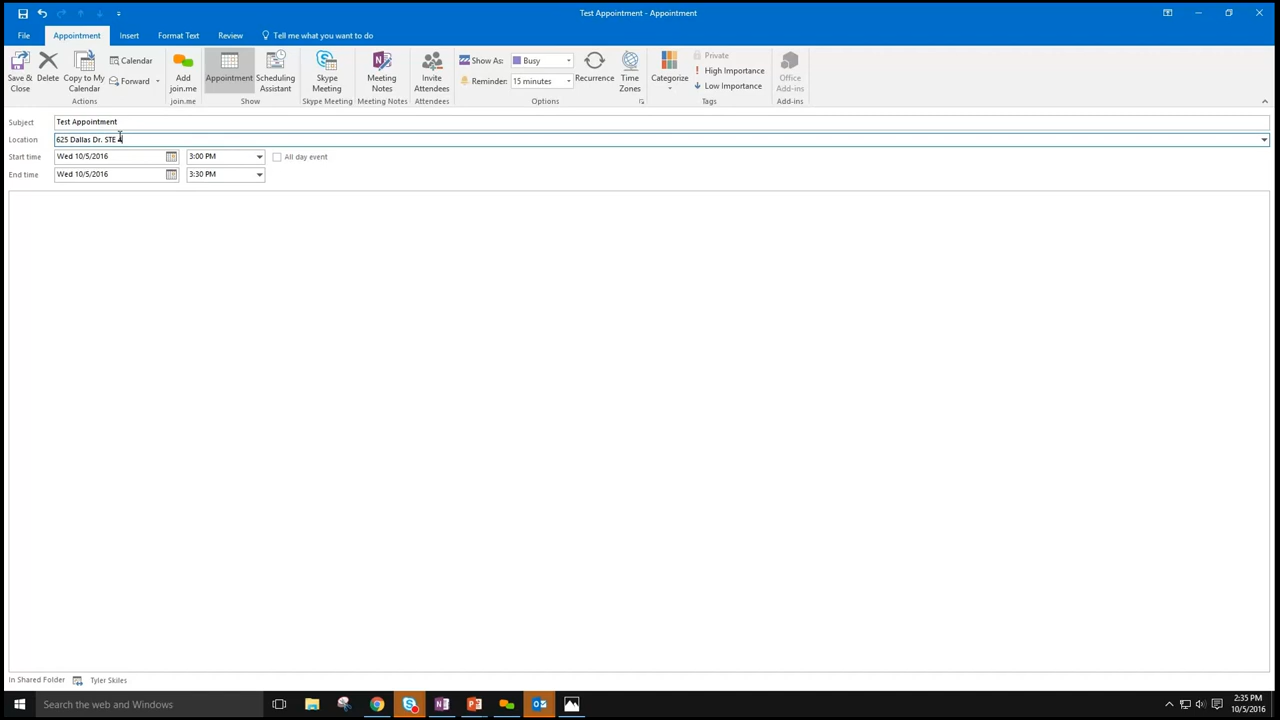 Test Appointment - Appointment
File Appointment Insert Format Text Review Tell me what you want to do
Save & Close
Delete
Copy to My Calendar
Calendar
Forward
Actions
Add join.me
join.me
Appointment
Scheduling Assistant
Show
Skype Meeting
Skype Meeting
Meeting Notes
Meeting Notes
Invite Attendees
Attendees
Show As: Busy
Reminder: 15 minutes
Recurrence
Time Zones
Options
Categorize
Private
High Importance
Low Importance
Tags
Office Add-ins
Add-ins
Subject Test Appointment
Location 625 Dallas Dr. STE
Start time Wed 10/5/2016 3:00 PM All day event
End time Wed 10/5/2016 3:30 PM
In Shared Folder Tyler Skiles
Search the web and Windows
2:35 PM
10/5/2016